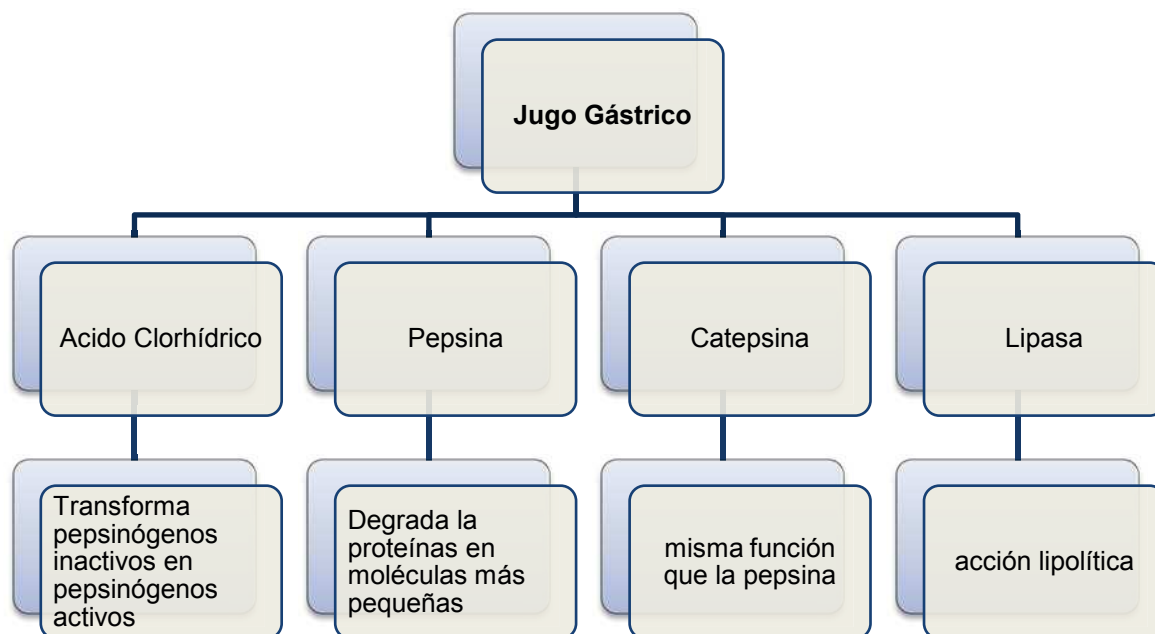 Jugo Gástrico
Acido Clorhídrico
Pepsina
Catepsina
Lipasa
Transforma
pepsinógenos
inactivos en
pepsinógenos
activos
Degrada la
proteínas en
moléculas más
pequeñas
misma función
que la pepsina
acción lipolítica